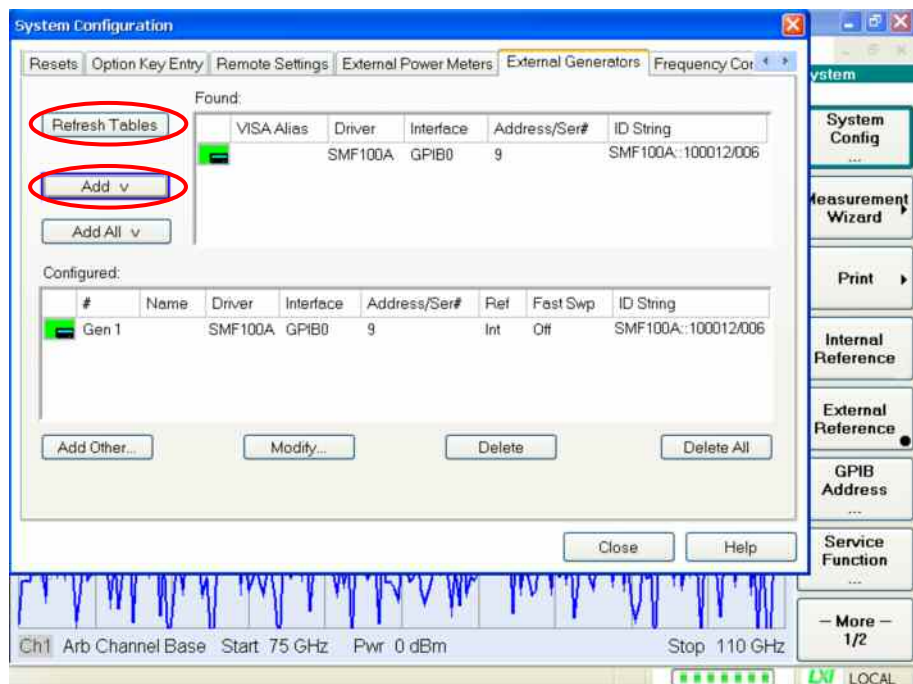 System Configuration
Resets Option Key Entry Remote Settings External Power Meters External Generators Frequency Cor
ystem
Found:
Refresh Tables
VISA Alias Driver Interface Address/Ser# ID String
SMF100A GPIB0 9 SMF100A::100012/006
Add v
Add All v
Configured:
# Name Driver Interface Address/Ser# Ref Fast Swp ID String
Gen 1 SMF100A GPIB0 9 Int Off SMF100A::100012/006
Add Other... Modify... Delete Delete All
Close Help
System
Config
...
Measurement
Wizard
Print
Internal
Reference
External
Reference
GPIB
Address
...
Service
Function
...
– More –
1/2
Ch1 Arb Channel Base Start 75 GHz Pwr 0 dBm Stop 110 GHz
LXI LOCAL